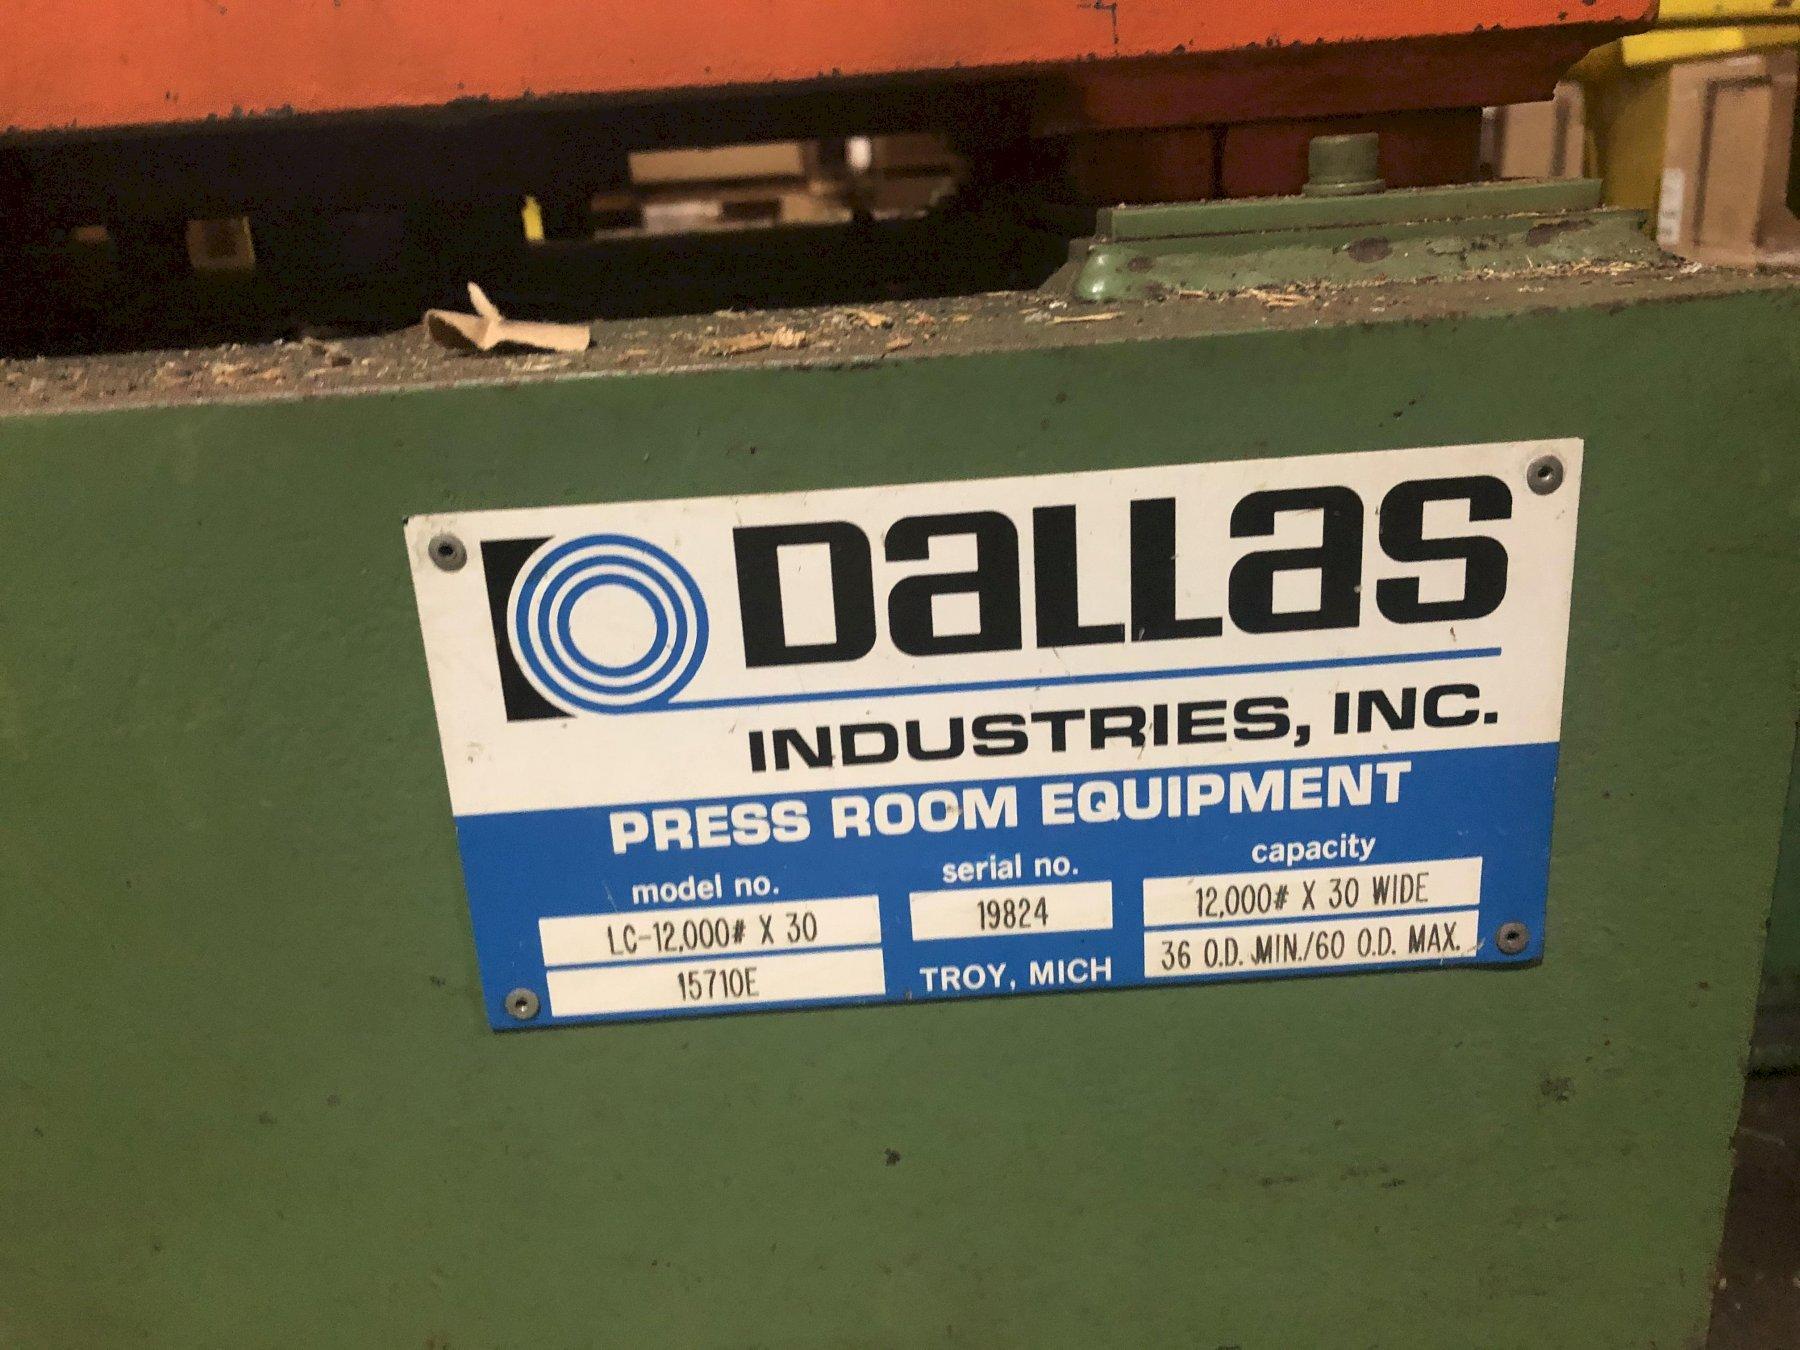 Dallas
INDUSTRIES, INC.
PRESS ROOM EQUIPMENT
model no.
LC-12,000# X 30
15710E
serial no.
19824
TROY, MICH
capacity
12,000# X 30 WIDE
36 O.D. MIN./60 O.D. MAX.